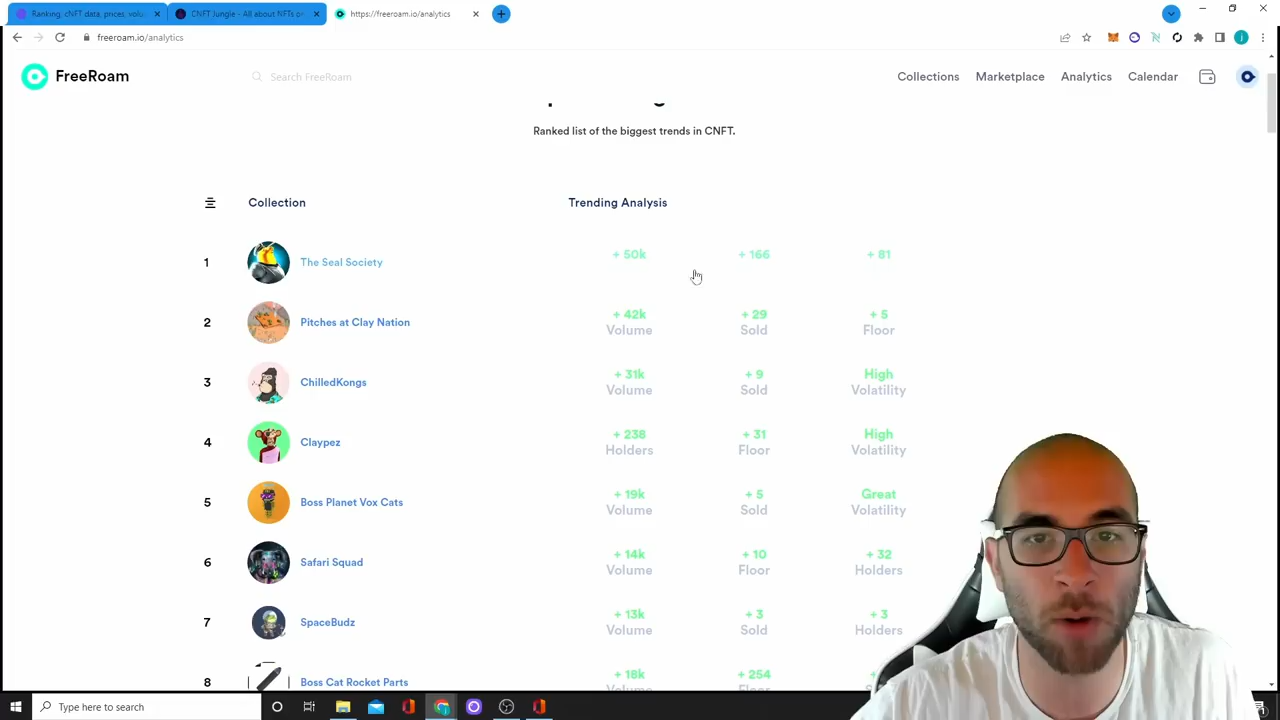 Ranking: cNFT data, prices, volu
CNFT Jungle - All about NFTs on
https://freeroam.io/analytics
freeroam.io/analytics
FreeRoam
Search FreeRoam
Collections
Marketplace
Analytics
Calendar
Ranked list of the biggest trends in CNFT.
Collection
Trending Analysis
1
The Seal Society
+ 50k
+ 166
+ 81
2
Pitches at Clay Nation
+ 42k
+ 29
+ 5
Volume
Sold
Floor
3
ChilledKongs
+ 31k
+ 9
High
Volume
Sold
Volatility
4
Claypez
+ 238
+ 31
High
Holders
Floor
Volatility
5
Boss Planet Vox Cats
+ 19k
+ 5
Great
Volume
Sold
Volatility
6
Safari Squad
+ 14k
+ 10
+ 32
Volume
Floor
Holders
7
SpaceBudz
+ 13k
+ 3
+ 3
Volume
Sold
Holders
8
Boss Cat Rocket Parts
+ 18k
+ 254
Volume
Floor
Type here to search